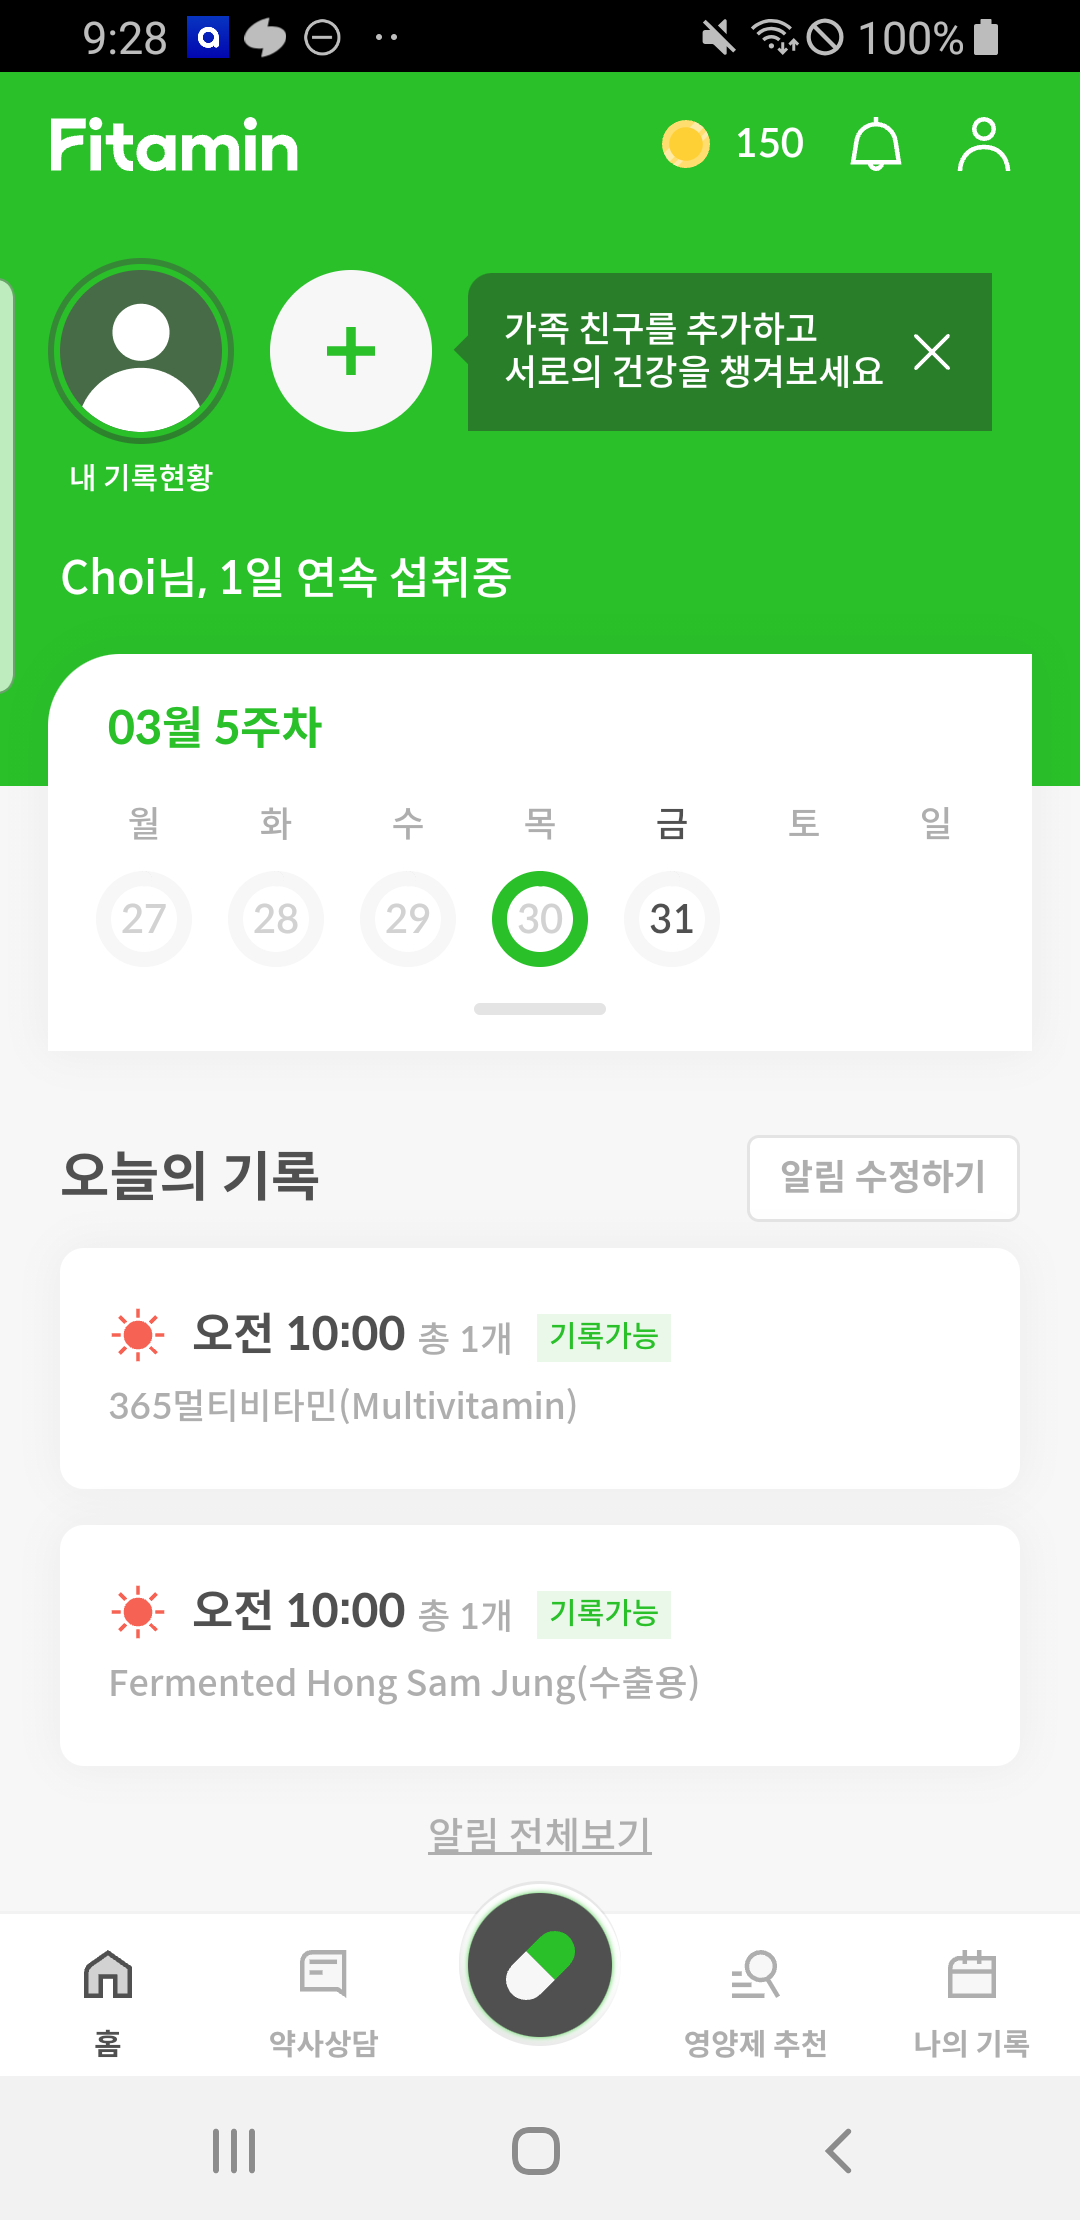 9:28
100%
Fitamin
150
가족 친구를 추가하고
서로의 건강을 챙겨보세요
내 기록현황
Choi님, 1일 연속 섭취중
03월 5주차
월 화 수 목 금 토 일
27 28 29 30 31
오늘의 기록
알림 수정하기
오전 10:00 총 1개 기록가능
365멀티비타민(Multivitamin)
오전 10:00 총 1개 기록가능
Fermented Hong Sam Jung(수출용)
알림 전체보기
홈 약사상담 영양제 추천 나의 기록